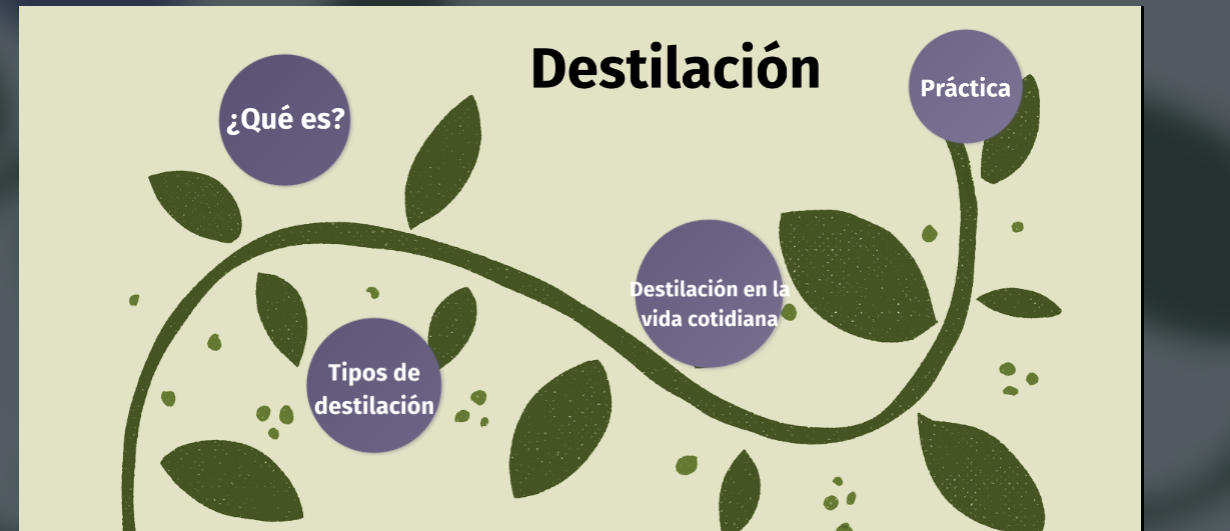 Destilación
¿Qué es?
Tipos de
destilación
Destilación en la
vida cotidiana
Práctica